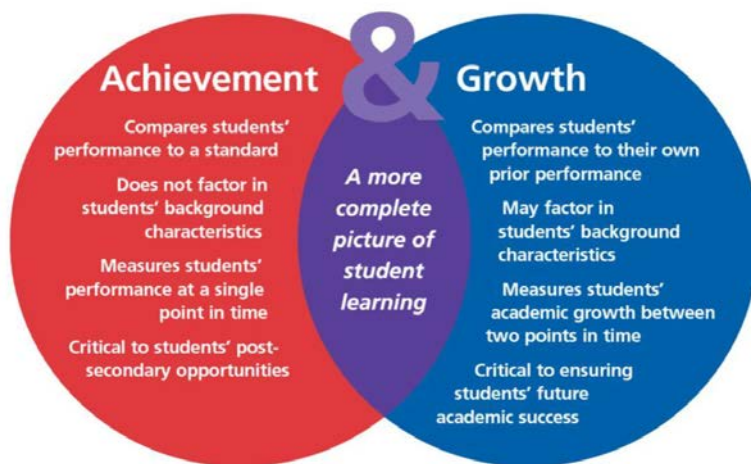 Achievement
&
Growth
Compares students'
performance to a standard
Does not factor in
students' background
characteristics
Measures students'
performance at a single
point in time
Critical to students' post-
secondary opportunities
A more
complete
picture of
student
learning
Compares students'
performance to their own
prior performance
May factor in
students' background
characteristics
Measures students'
academic growth between
two points in time
Critical to ensuring
students' future
academic success